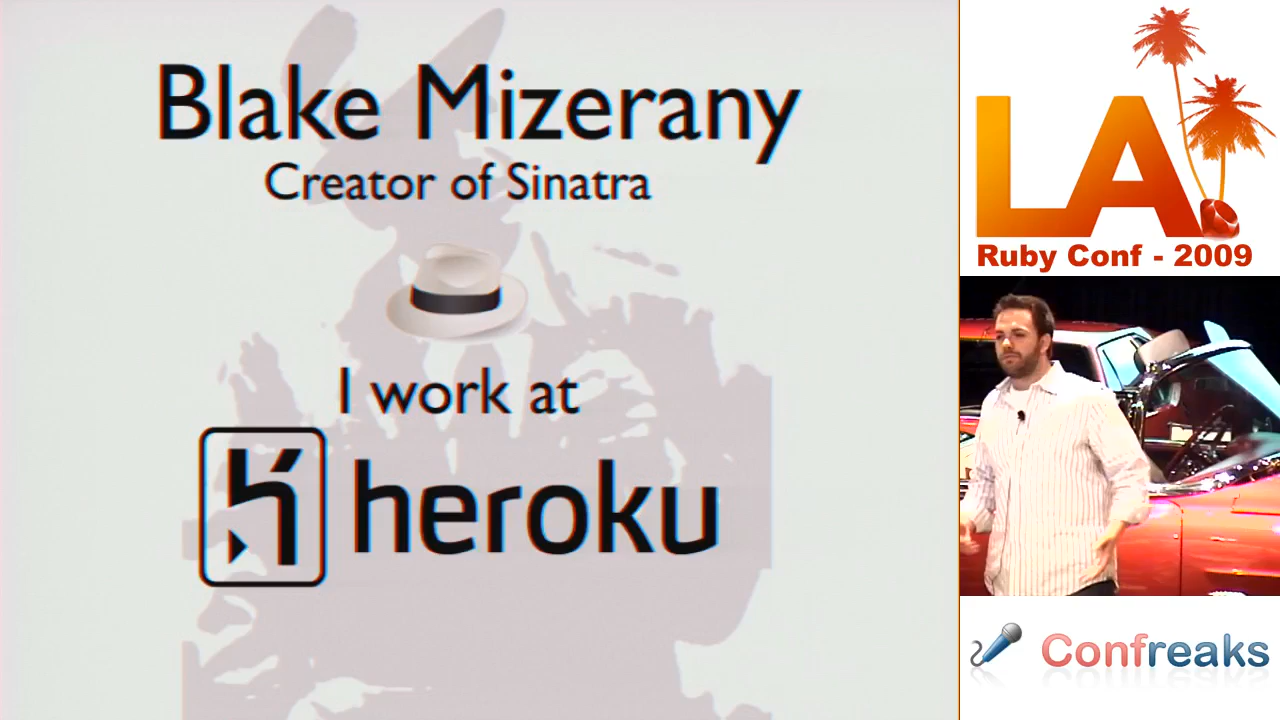 Blake Mizerany
Creator of Sinatra
I work at
heroku
LA
Ruby Conf - 2009
Confreaks